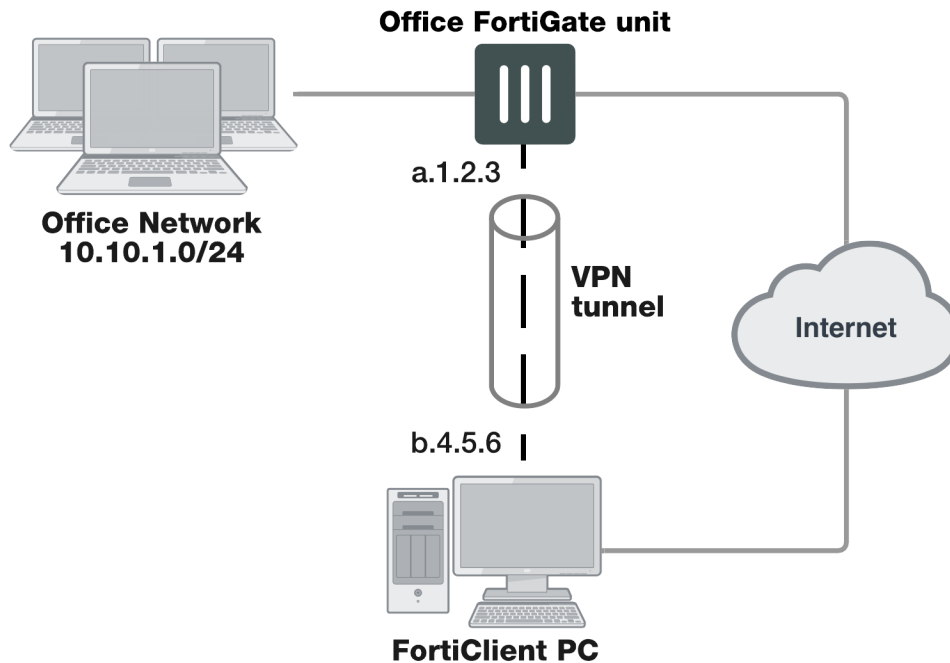 Office FortiGate unit
a.1.2.3
Office Network
10.10.1.0/24
VPN
tunnel
Internet
b.4.5.6
FortiClient PC